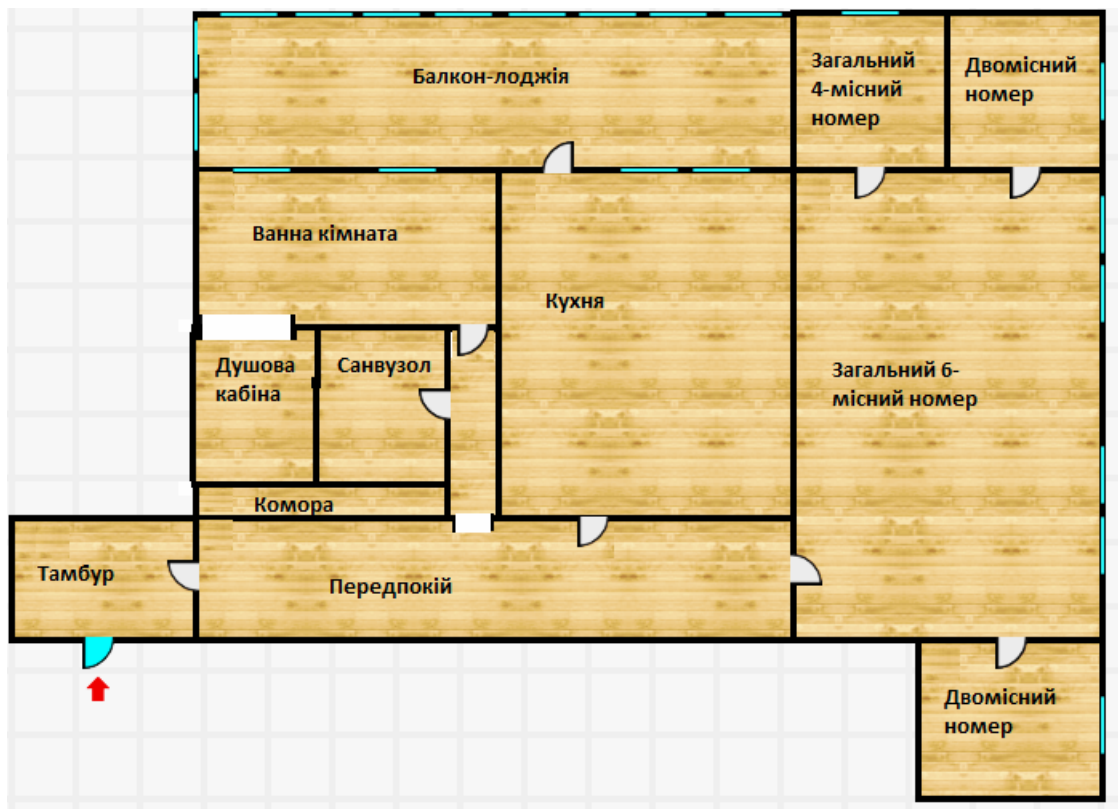 Балкон-лоджія
Загальний
4-місний
номер
Двомісний
номер
Ванна кімната
Кухня
Душова
кабіна
Санвузол
Загальний 6-
місний номер
Комора
Тамбур
Передпокій
Двомісний
номер